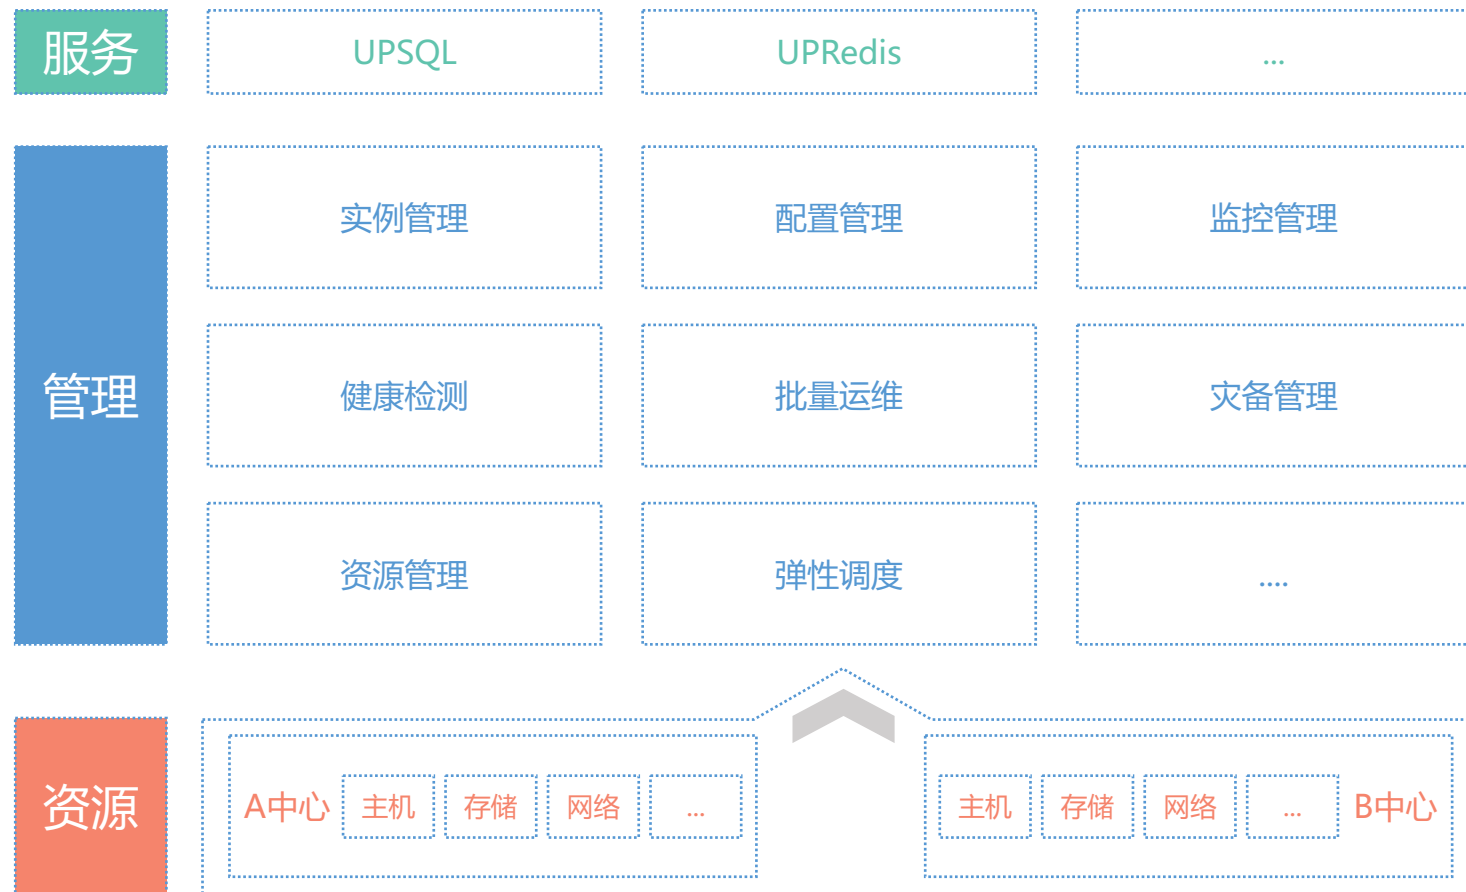 服务
UPSQL
UPRedis
...
管理
实例管理
配置管理
监控管理
健康检测
批量运维
灾备管理
资源管理
弹性调度
....
资源
A中心
主机
存储
网络
...
主机
存储
网络
...
B中心